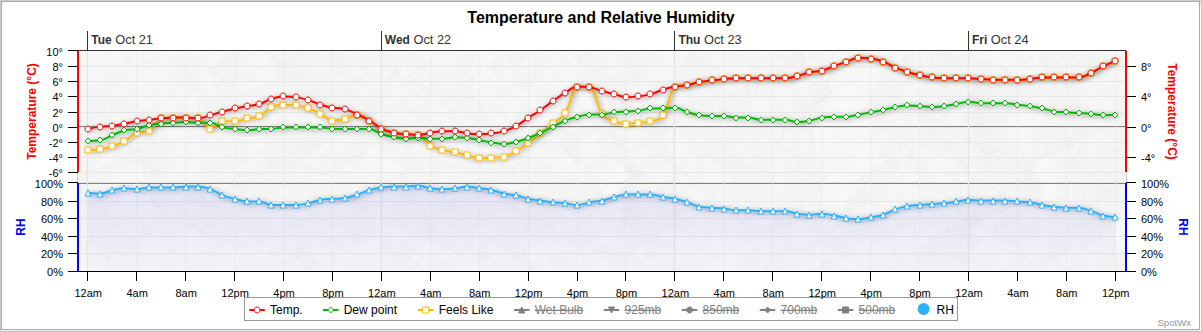 Temperature and Relative Humidity
Tue Oct 21 Wed Oct 22 Thu Oct 23 Fri Oct 24
Temperature (°C)
10°
8°
6°
4°
2°
0°
-2°
-4°
-6°
8°
4°
0°
-4°
Temperature (°C)
RH
100%
80%
60%
40%
20%
0%
100%
80%
60%
40%
20%
0%
RH
12am 4am 8am 12pm 4pm 8pm 12am 4am 8am 12pm 4pm 8pm 12am 4am 8am 12pm 4pm 8pm 12am 4am 8am 12pm
Temp. Dew point Feels Like Wet Bulb 925mb 850mb 700mb 500mb RH
SpotWx